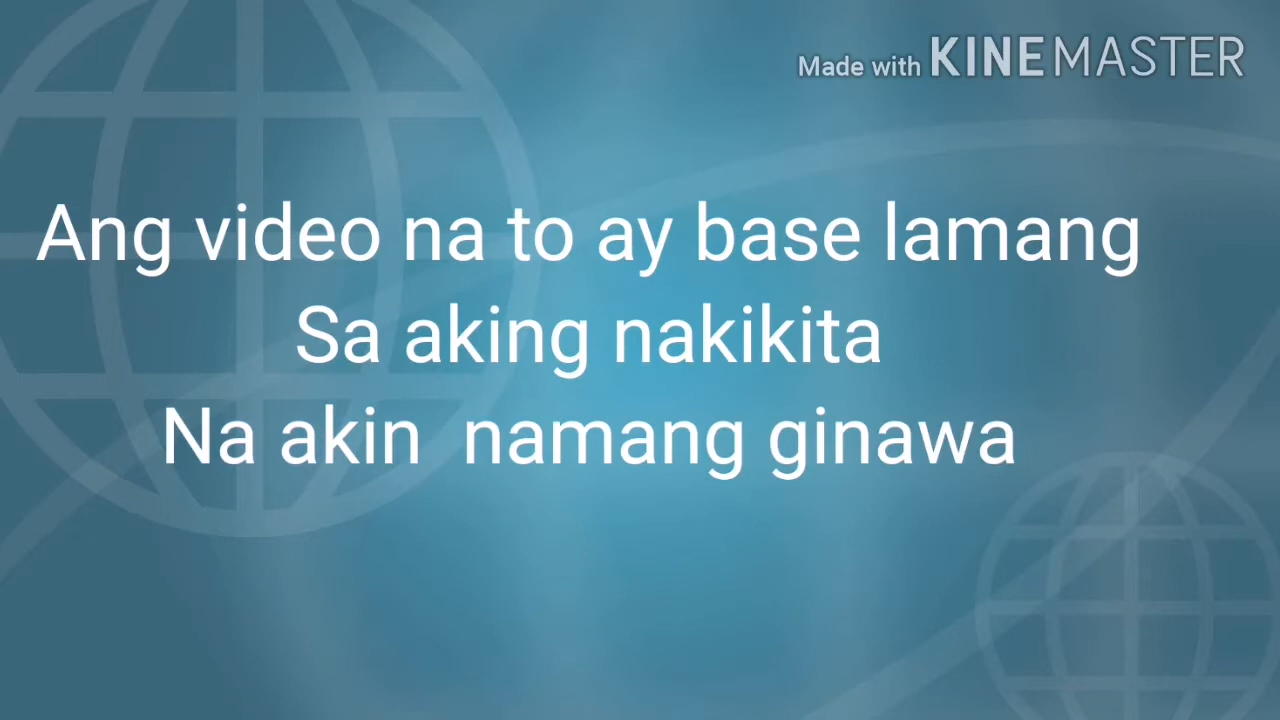 Made with KINEMASTER
Ang video na to ay base lamang
Sa aking nakikita
Na akin namang ginawa